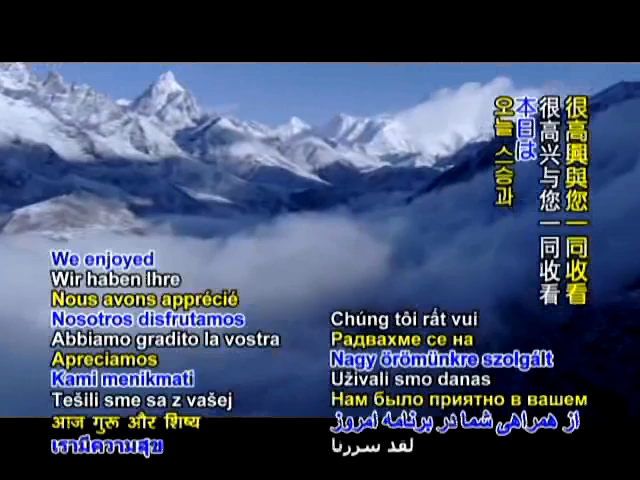 We enjoyed
Wir haben Ihre
Nous avons apprécié
Nosotros disfrutamos
Abbiamo gradito la vostra
Apreciamos
Kami menikmati
Tešili sme sa z vašej
आज गुरू और शिष्य
เรามีความสุข
Chúng tôi rất vui
Радвахме се на
Nagy örömünkre szolgált
Uživali smo danas
Нам было приятно в вашем
از همراهی شما در برنامه امروز
لقد سررنا
很高興與您一同收看
很高兴与您一同收看
本日は
오늘 스승과